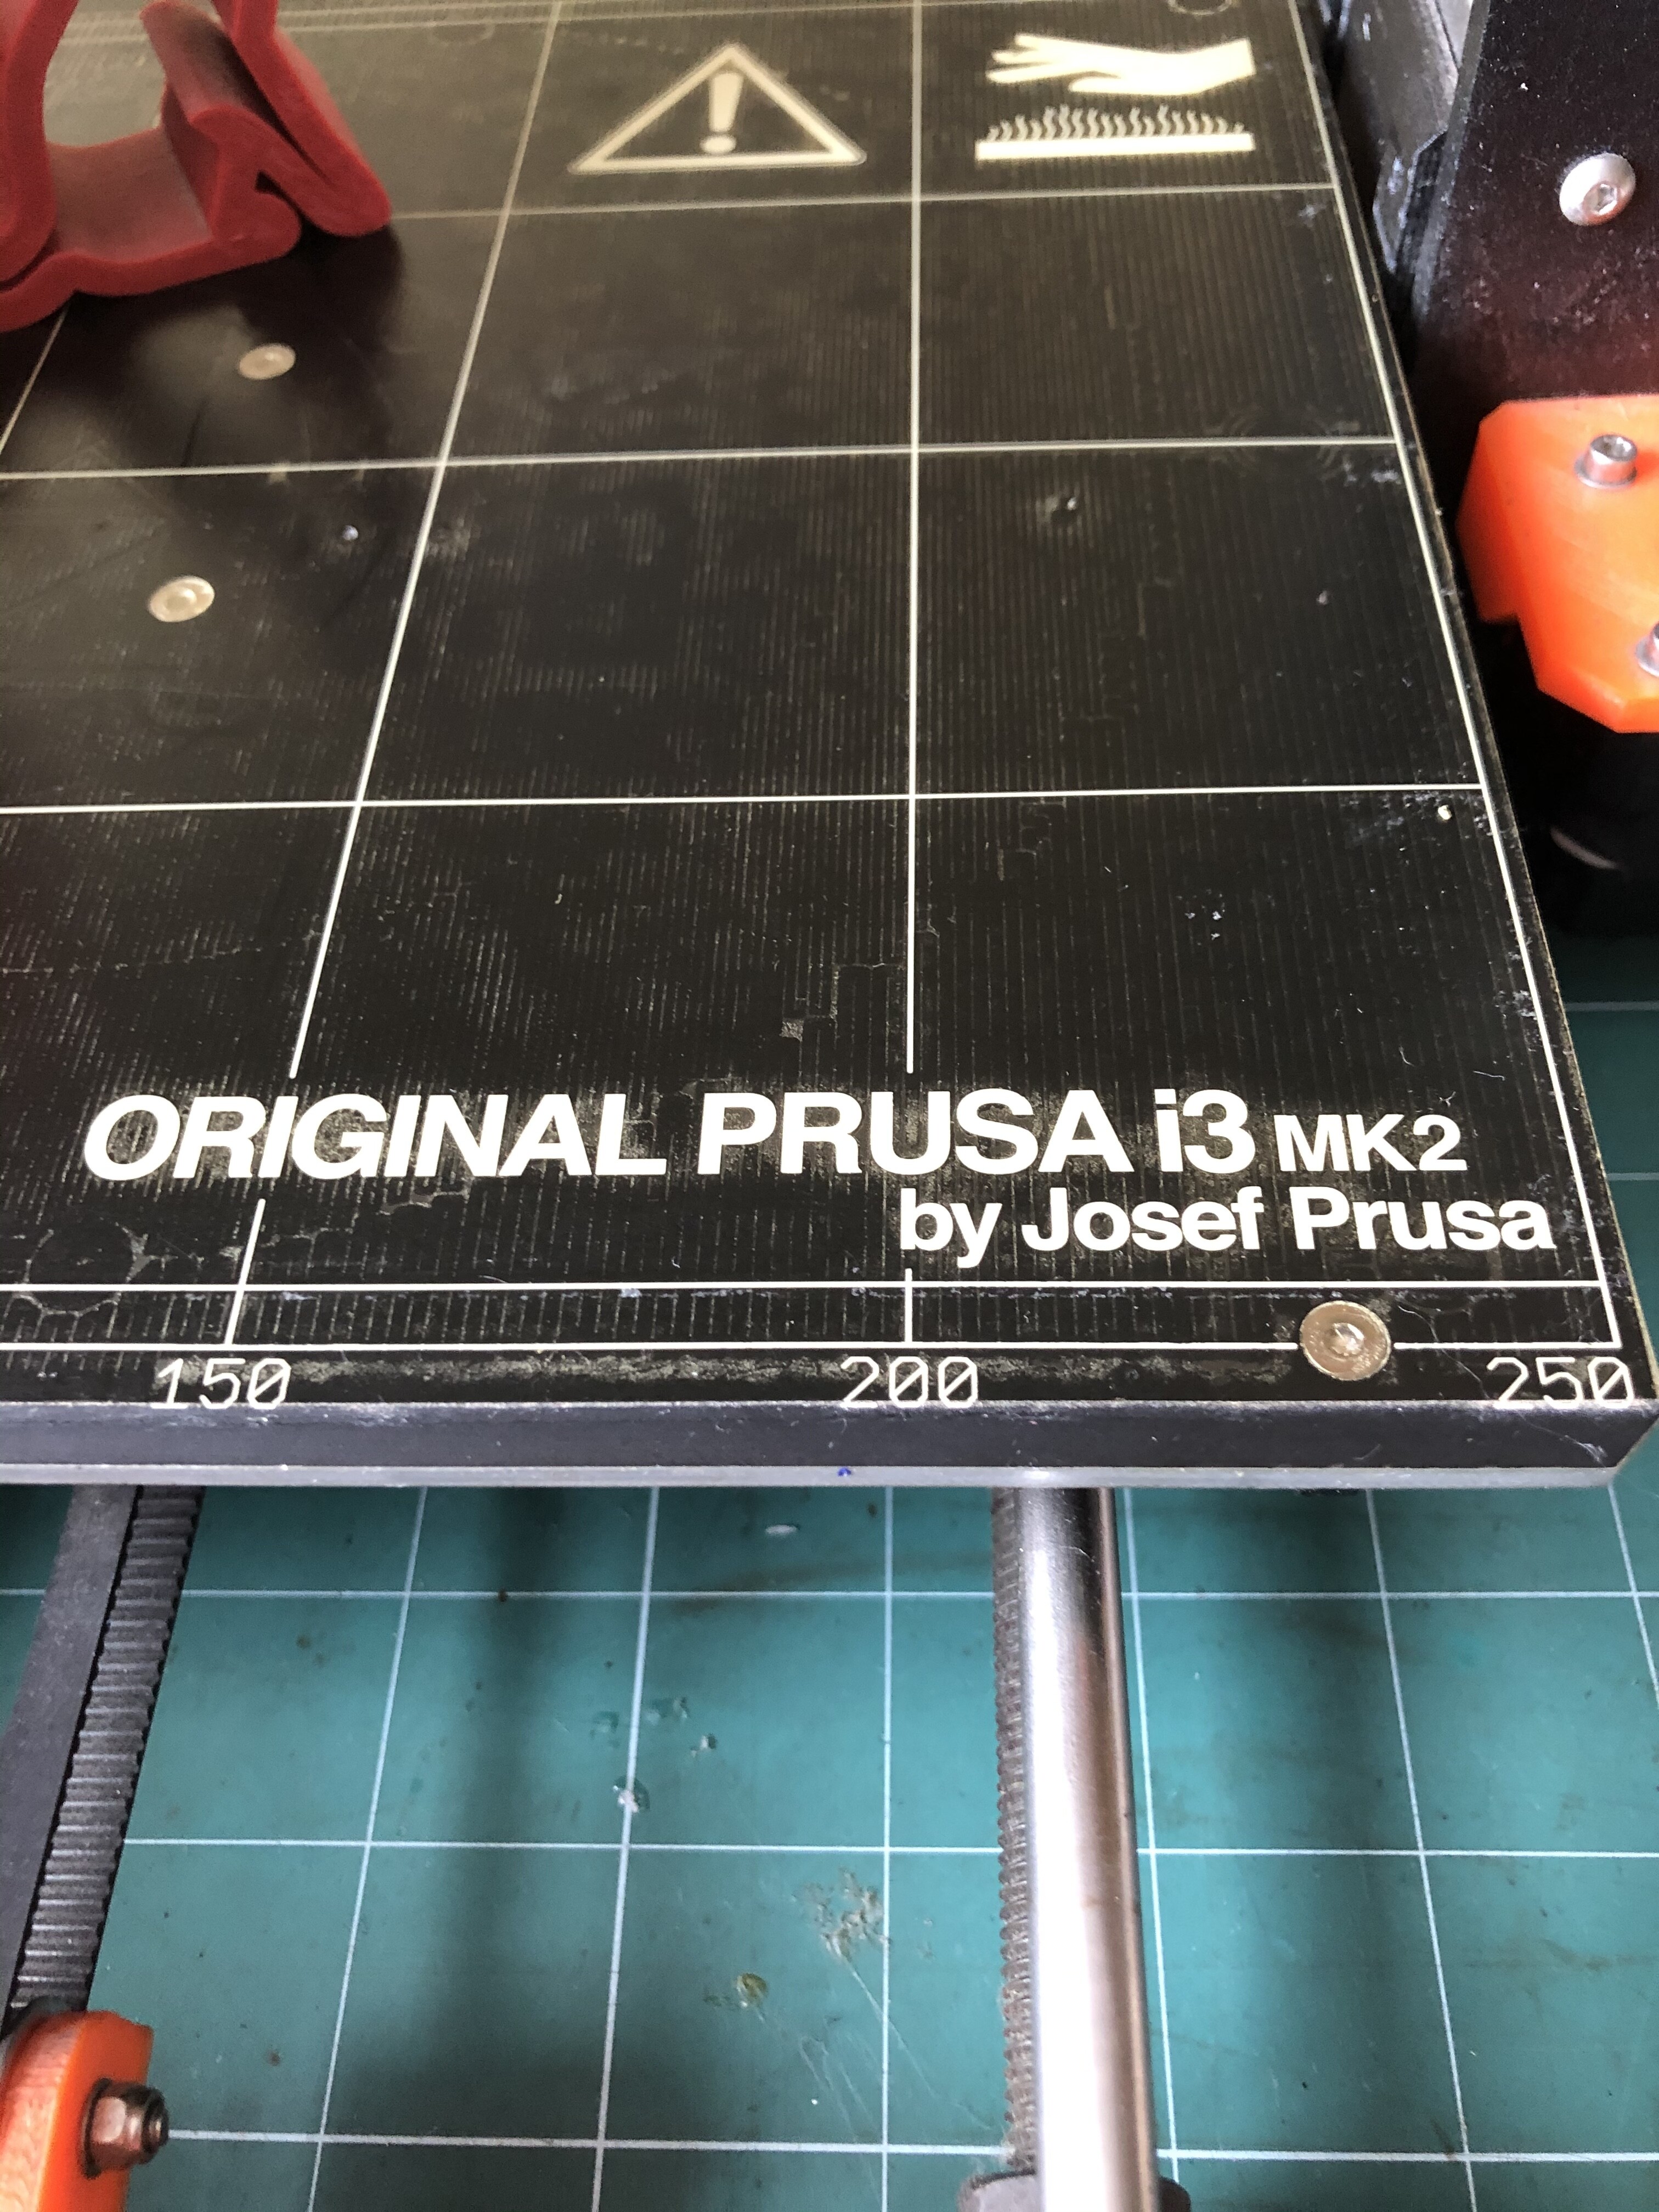 ORIGINAL PRUSA i3 MK2
by Josef Prusa
150 200 250